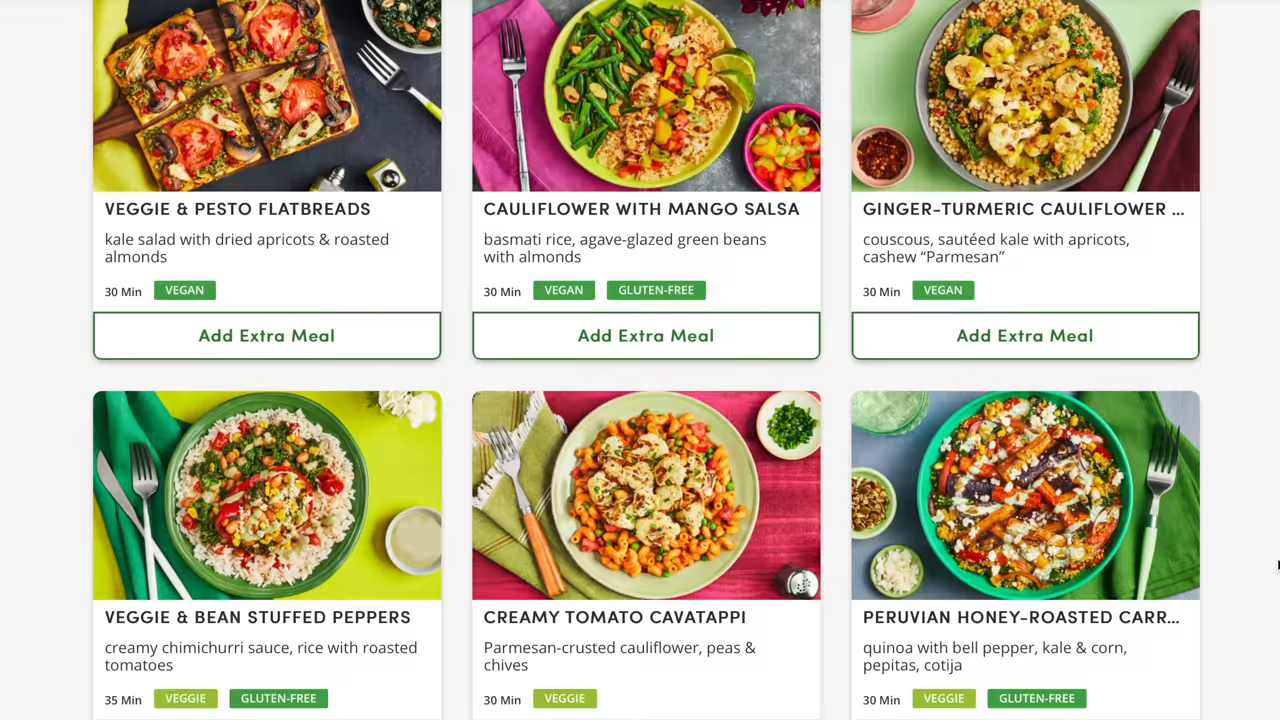 VEGGIE & PESTO FLATBREADS
kale salad with dried apricots & roasted
almonds
30 Min VEGAN
Add Extra Meal
CAULIFLOWER WITH MANGO SALSA
basmati rice, agave-glazed green beans
with almonds
30 Min VEGAN GLUTEN-FREE
Add Extra Meal
GINGER-TURMERIC CAULIFLOWER ...
couscous, sautéed kale with apricots,
cashew “Parmesan”
30 Min VEGAN
Add Extra Meal
VEGGIE & BEAN STUFFED PEPPERS
creamy chimichurri sauce, rice with roasted
tomatoes
35 Min VEGGIE GLUTEN-FREE
CREAMY TOMATO CAVATAPPI
Parmesan-crusted cauliflower, peas &
chives
30 Min VEGGIE
PERUVIAN HONEY-ROASTED CARR...
quinoa with bell pepper, kale & corn,
pepitas, cotija
30 Min VEGGIE GLUTEN-FREE